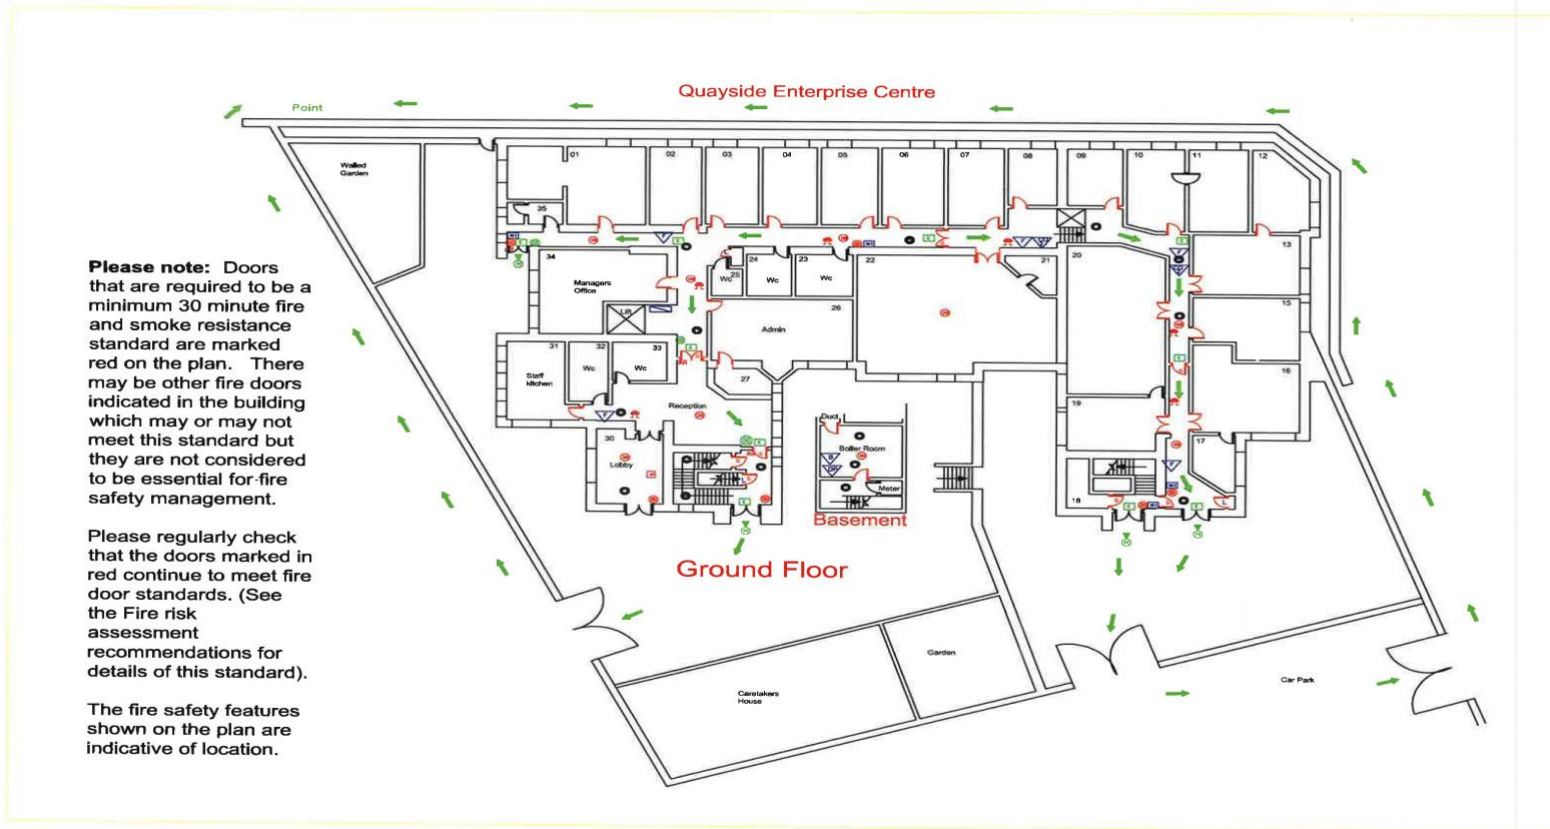 Quayside Enterprise Centre
Point
Walled
Garden
01
02
03
04
05
06
07
08
09
10
11
12
35
34
Managers
Office
Lift
25
Wc
24
Wc
23
Wc
22
21
20
13
15
16
26
Admin
31
Staff
kitchen
32
Wc
33
Wc
27
Reception
30
Lobby
Duct
Boiler Room
Meter
Basement
19
17
18
Ground Floor
Garden
Caretakers
House
Car Park
Please note: Doors
that are required to be a
minimum 30 minute fire
and smoke resistance
standard are marked
red on the plan. There
may be other fire doors
indicated in the building
which may or may not
meet this standard but
they are not considered
to be essential for fire
safety management.
Please regularly check
that the doors marked in
red continue to meet fire
door standards. (See
the Fire risk
assessment
recommendations for
details of this standard).
The fire safety features
shown on the plan are
indicative of location.